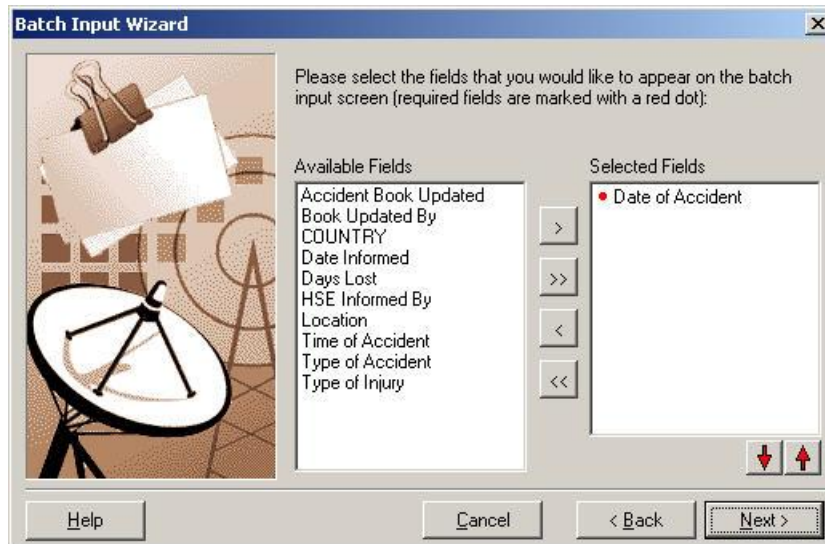 Batch Input Wizard
Please select the fields that you would like to appear on the batch
input screen (required fields are marked with a red dot):
Available Fields
Accident Book Updated
Book Updated By
COUNTRY
Date Informed
Days Lost
HSE Informed By
Location
Time of Accident
Type of Accident
Type of Injury
>
>>
<
<<
Selected Fields
Date of Accident
Help
Cancel
< Back
Next >